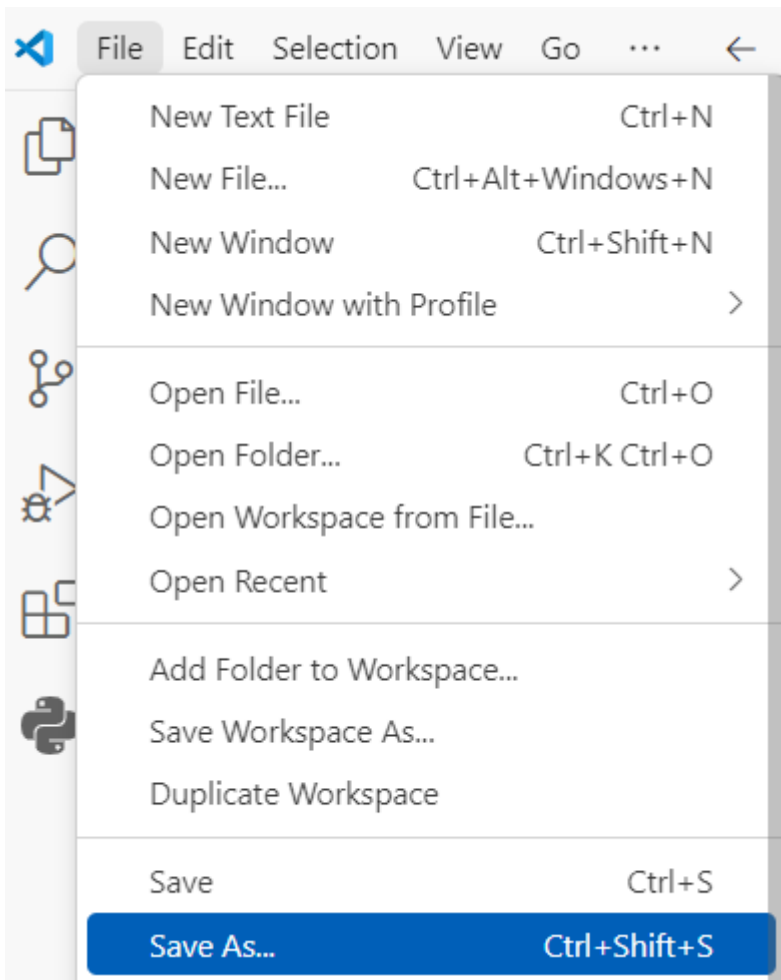 File Edit Selection View Go ...
New Text File Ctrl+N
New File... Ctrl+Alt+Windows+N
New Window Ctrl+Shift+N
New Window with Profile
Open File... Ctrl+O
Open Folder... Ctrl+K Ctrl+O
Open Workspace from File...
Open Recent
Add Folder to Workspace...
Save Workspace As...
Duplicate Workspace
Save Ctrl+S
Save As... Ctrl+Shift+S